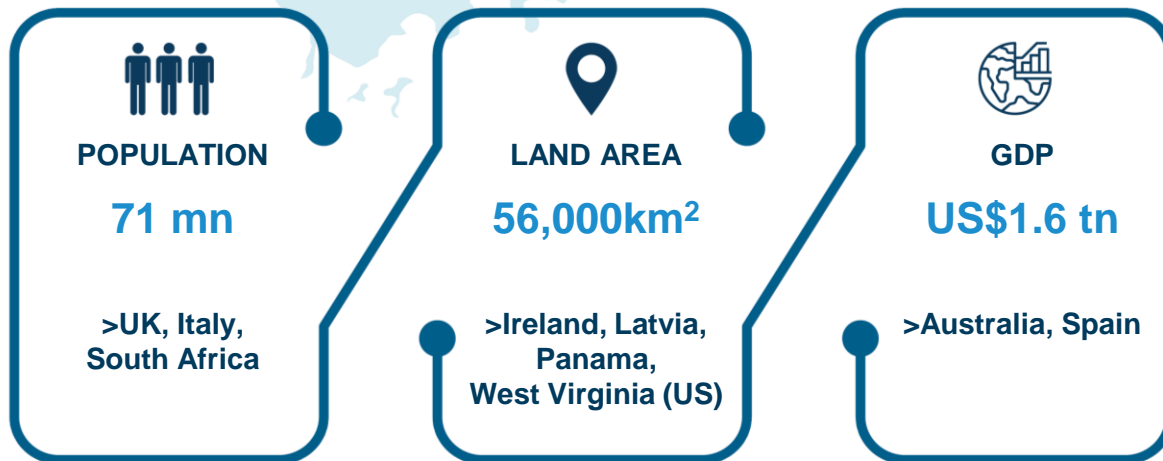 POPULATION
71 mn
>UK, Italy,
South Africa
LAND AREA
56,000km²
>Ireland, Latvia,
Panama,
West Virginia (US)
GDP
US$1.6 tn
>Australia, Spain